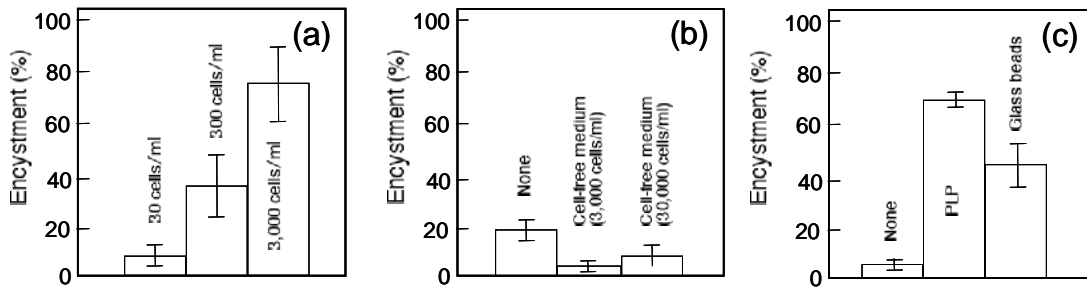 (a)
Encystment (%)
100
80
60
40
20
0
30 cells/ml
300 cells/ml
3,000 cells/ml
(b)
Encystment (%)
100
80
60
40
20
0
None
Cell-free medium
(3,000 cells/ml)
Cell-free medium
(30,000 cells/ml)
(c)
Encystment (%)
100
80
60
40
20
0
None
PLP
Glass beads